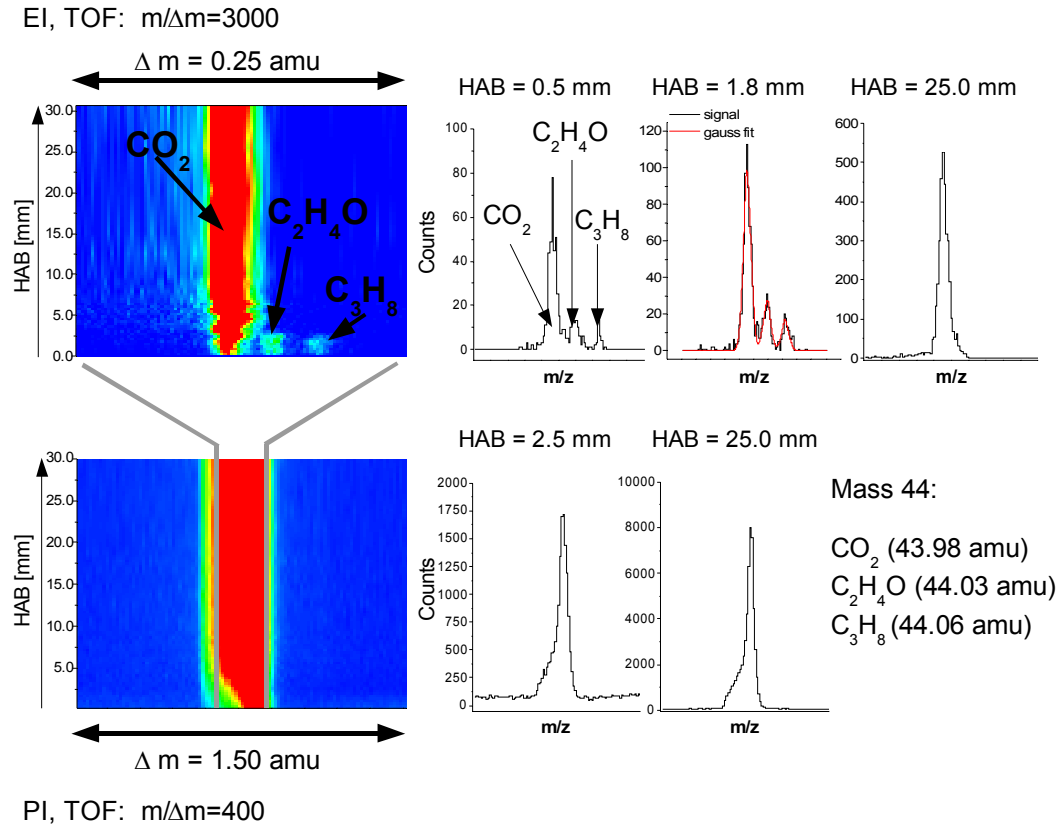 EI, TOF: m/Δm=3000
Δ m = 0.25 amu
HAB [mm]
30.0
25.0
20.0
15.0
10.0
5.0
0.0
CO₂
C₂H₄O
C₃H₈
HAB = 0.5 mm
Counts
100
80
60
40
20
0
C₂H₄O
CO₂
C₃H₈
m/z
HAB = 1.8 mm
signal
gauss fit
120
100
80
60
40
20
0
m/z
HAB = 25.0 mm
600
500
400
300
200
100
0
m/z
HAB [mm]
30.0
25.0
20.0
15.0
10.0
5.0
Δ m = 1.50 amu
HAB = 2.5 mm
Counts
2000
1750
1500
1250
1000
750
500
250
0
m/z
HAB = 25.0 mm
10000
8000
6000
4000
2000
0
m/z
Mass 44:
CO₂ (43.98 amu)
C₂H₄O (44.03 amu)
C₃H₈ (44.06 amu)
PI, TOF: m/Δm=400